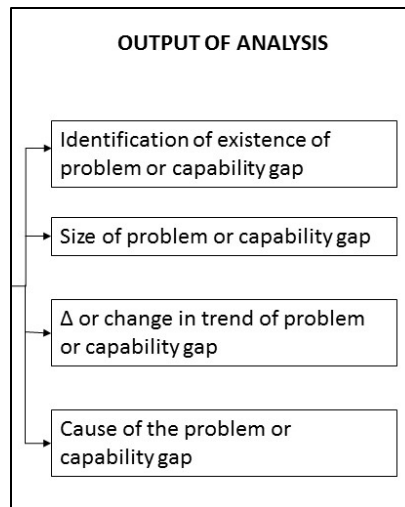 OUTPUT OF ANALYSIS
Identification of existence of
problem or capability gap
Size of problem or capability gap
Δ or change in trend of problem
or capability gap
Cause of the problem or
capability gap